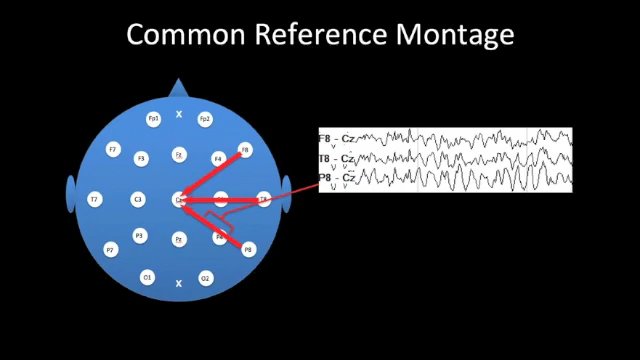 Common Reference Montage
X
Fp1 Fp2
F7 F3 Fz F4 F8
F8 - Cz
T8 - Cz
P8 - Cz
T7 C3 Cz
P7 P3 Pz P8
O1 X O2